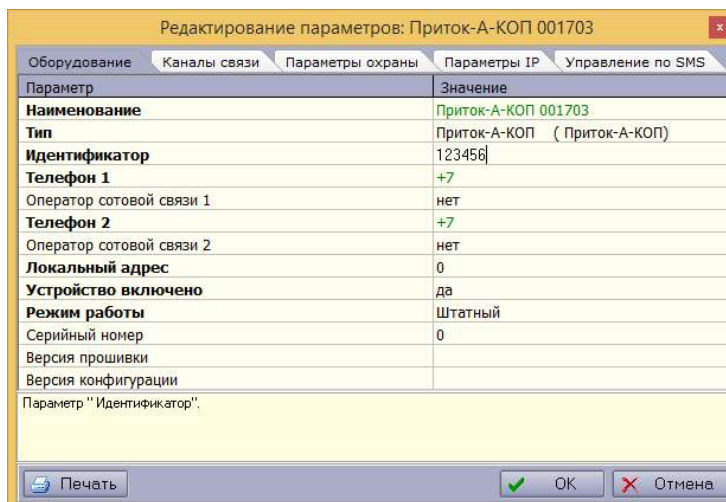 Редактирование параметров: Приток-А-КОП 001703 x
Оборудование Каналы связи Параметры охраны Параметры IP Управление по SMS
Параметр Значение
Наименование Приток-А-КОП 001703
Тип Приток-А-КОП ( Приток-А-КОП)
Идентификатор 123456
Телефон 1 +7
Оператор сотовой связи 1 нет
Телефон 2 +7
Оператор сотовой связи 2 нет
Локальный адрес 0
Устройство включено да
Режим работы Штатный
Серийный номер 0
Версия прошивки
Версия конфигурации
Параметр " Идентификатор".
Печать OK Отмена